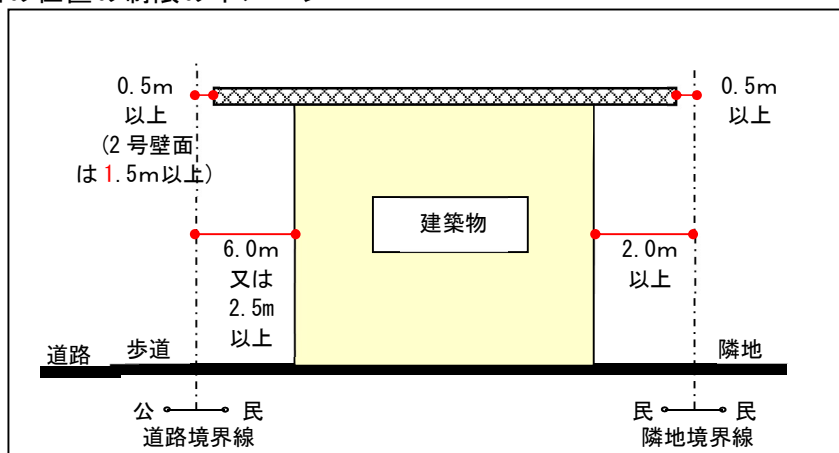 0.5ｍ
以上
(2号壁面
は1.5ｍ以上)
0.5ｍ
以上
建築物
6.0ｍ
又は
2.5m
以上
2.0ｍ
以上
道路
歩道
隣地
公
民
道路境界線
民
民
隣地境界線